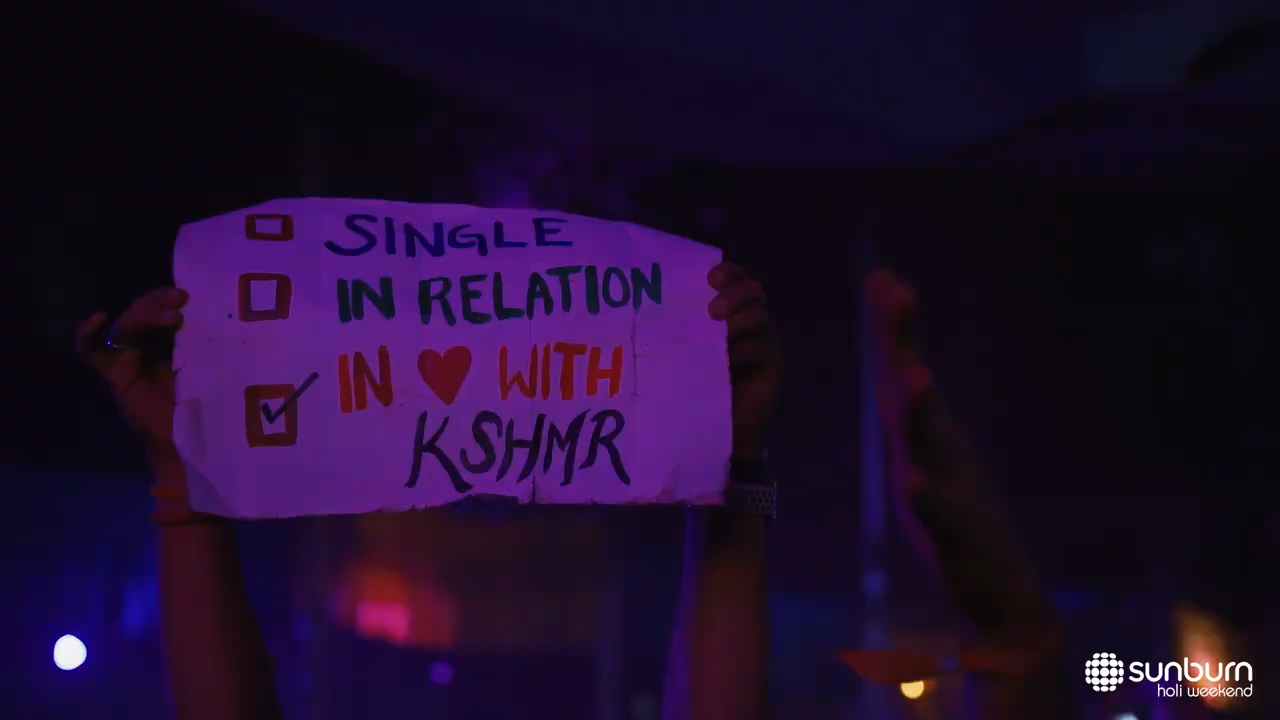 SINGLE
IN RELATION
IN ❤ WITH
KSHMR
sunburn
holi weekend